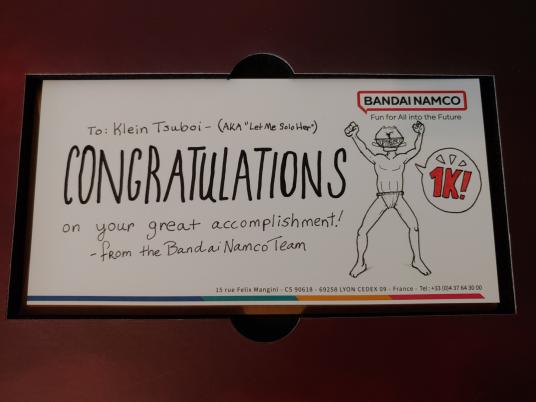 BANDAI NAMCO
Fun for All into the Future
To: Klein Tsuboi - (AKA "Let Me Solo Her")
CONGRATULATIONS
1K!
on your great accomplishment!
- from the Bandai Namco Team
15 rue Felix Mangini - CS 90618 - 69258 LYON CEDEX 09 - France - Tel : +33 (0)4 37 64 30 00